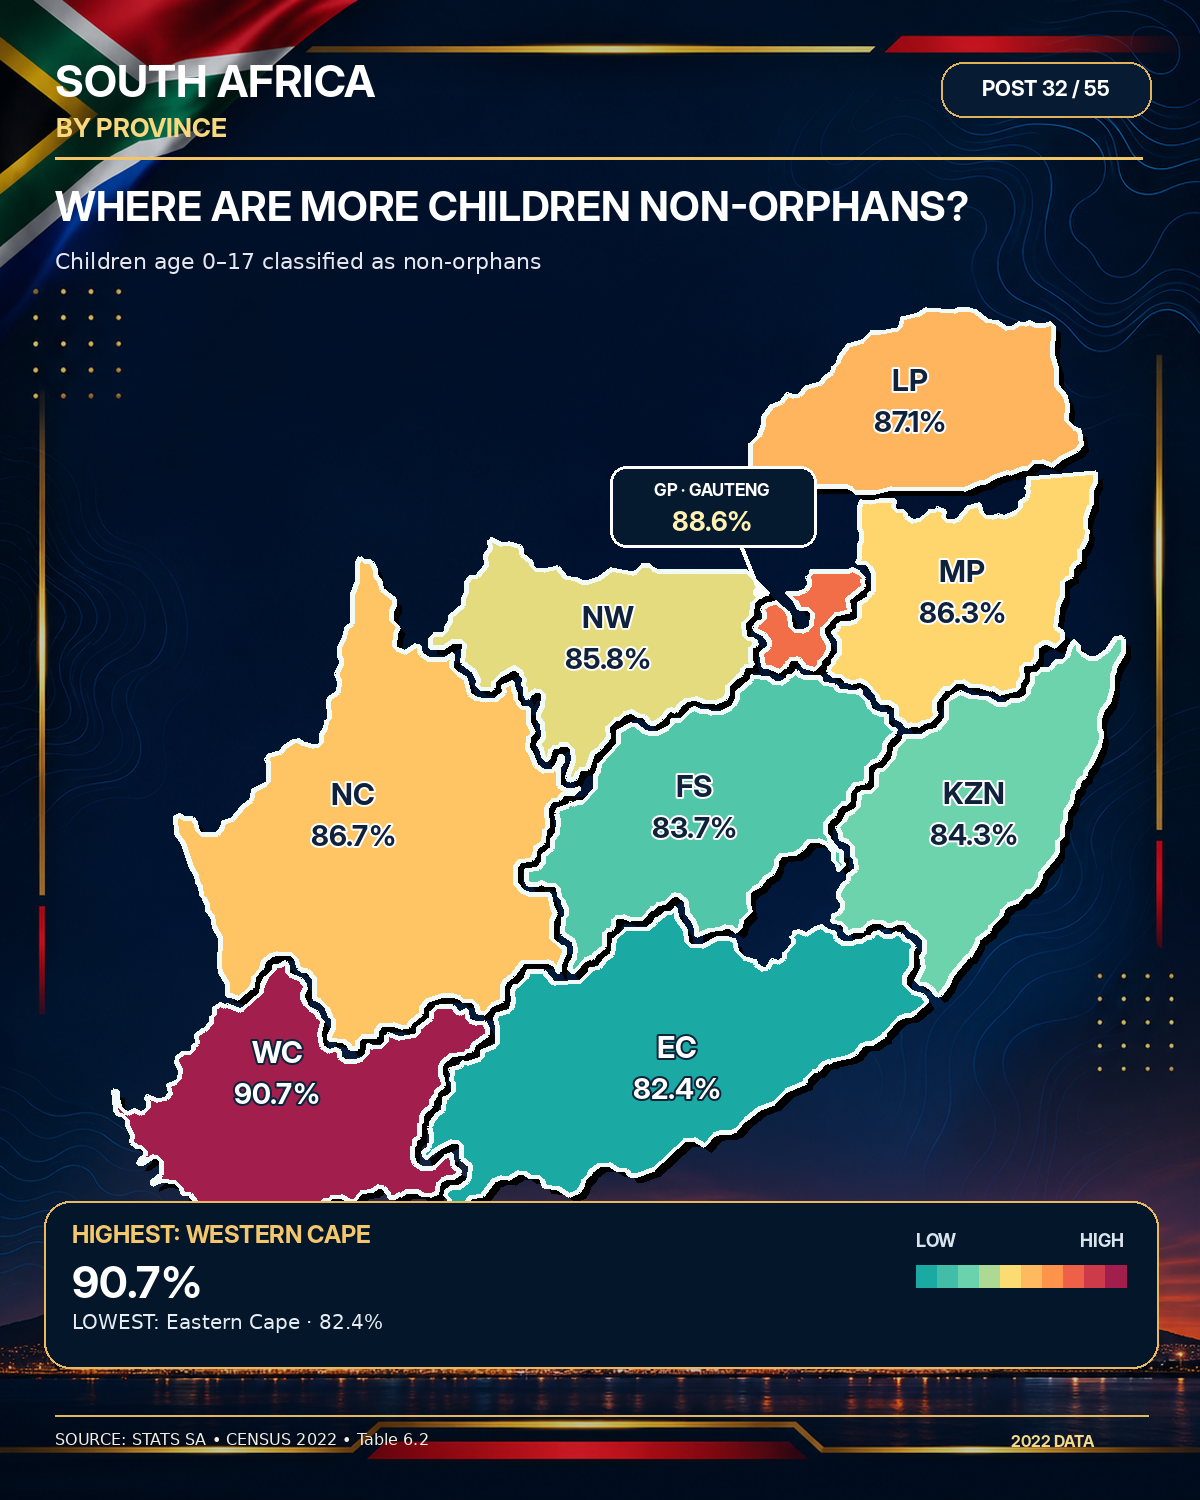 SOUTH AFRICA
BY PROVINCE
POST 32 / 55
WHERE ARE MORE CHILDREN NON-ORPHANS?
Children age 0–17 classified as non-orphans
LP
87.1%
GP · GAUTENG
88.6%
MP
86.3%
NW
85.8%
NC
86.7%
FS
83.7%
KZN
84.3%
WC
90.7%
EC
82.4%
HIGHEST: WESTERN CAPE
90.7%
LOWEST: Eastern Cape · 82.4%
LOW HIGH
SOURCE: STATS SA • CENSUS 2022 • Table 6.2
2022 DATA